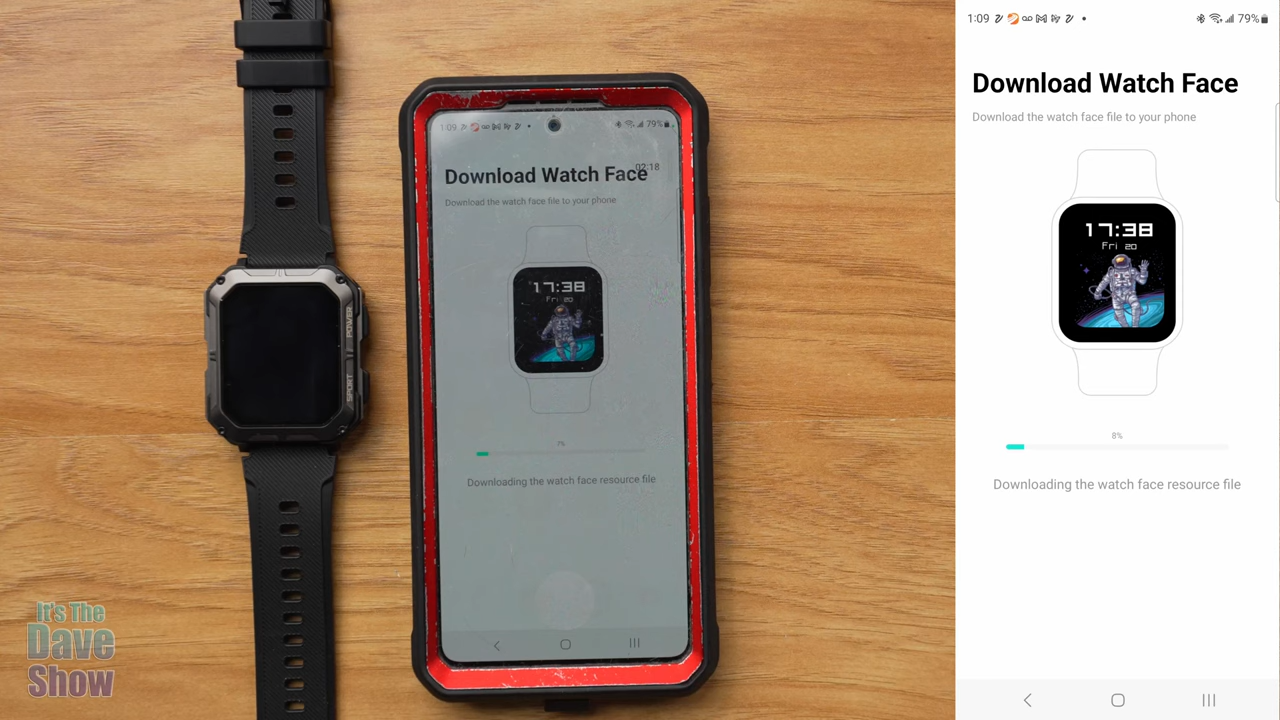 POWER
SPORT
It's The
Dave
Show
1:09
79%
02:18
Download Watch Face
Download the watch face file to your phone
17:38
Fri 20
7%
Downloading the watch face resource file
1:09
79%
Download Watch Face
Download the watch face file to your phone
17:38
Fri 20
8%
Downloading the watch face resource file